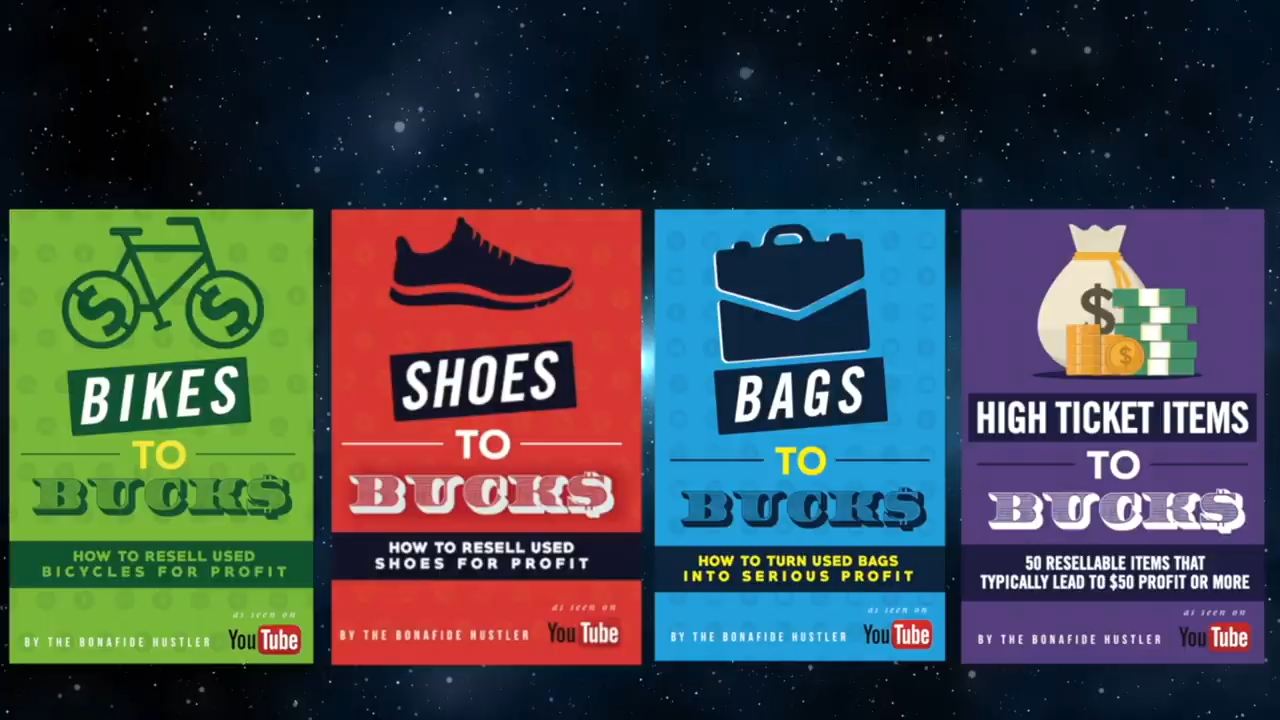 BIKES
TO
BUCK$
HOW TO RESELL USED
BICYCLES FOR PROFIT
as seen on
BY THE BONAFIDE HUSTLER
YouTube
SHOES
TO
BUCK$
HOW TO RESELL USED
SHOES FOR PROFIT
as seen on
BY THE BONAFIDE HUSTLER
YouTube
BAGS
TO
BUCK$
HOW TO TURN USED BAGS
INTO SERIOUS PROFIT
as seen on
BY THE BONAFIDE HUSTLER
YouTube
$
$
HIGH TICKET ITEMS
TO
BUCK$
50 RESELLABLE ITEMS THAT
TYPICALLY LEAD TO $50 PROFIT OR MORE
as seen on
BY THE BONAFIDE HUSTLER
YouTube